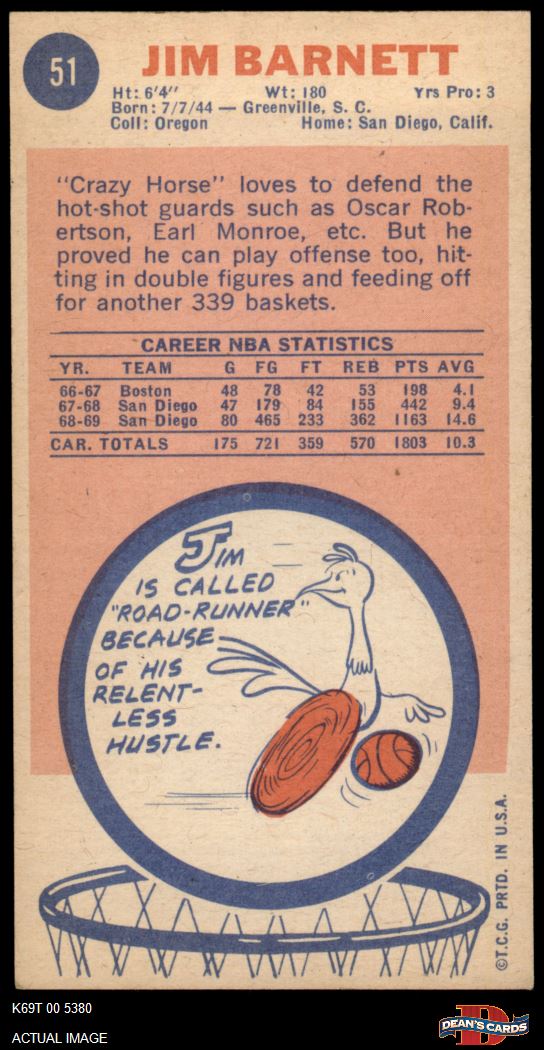 51
JIM BARNETT
Ht: 6'4" Wt: 180 Yrs Pro: 3
Born: 7/7/44 — Greenville, S. C.
Coll: Oregon Home: San Diego, Calif.
"Crazy Horse" loves to defend the
hot-shot guards such as Oscar Rob-
ertson, Earl Monroe, etc. But he
proved he can play offense too, hit-
ting in double figures and feeding off
for another 339 baskets.
CAREER NBA STATISTICS
YR. TEAM G FG FT REB PTS AVG
66-67 Boston 48 78 42 53 198 4.1
67-68 San Diego 47 179 84 155 442 9.4
68-69 San Diego 80 465 233 362 1163 14.6
CAR. TOTALS 175 721 359 570 1803 10.3
JIM
IS CALLED
"ROAD-RUNNER"
BECAUSE
OF HIS
RELENT-
LESS
HUSTLE.
©T.C.G. PRTD. IN U.S.A.
K69T 00 5380
ACTUAL IMAGE
D
DEAN'S CARDS